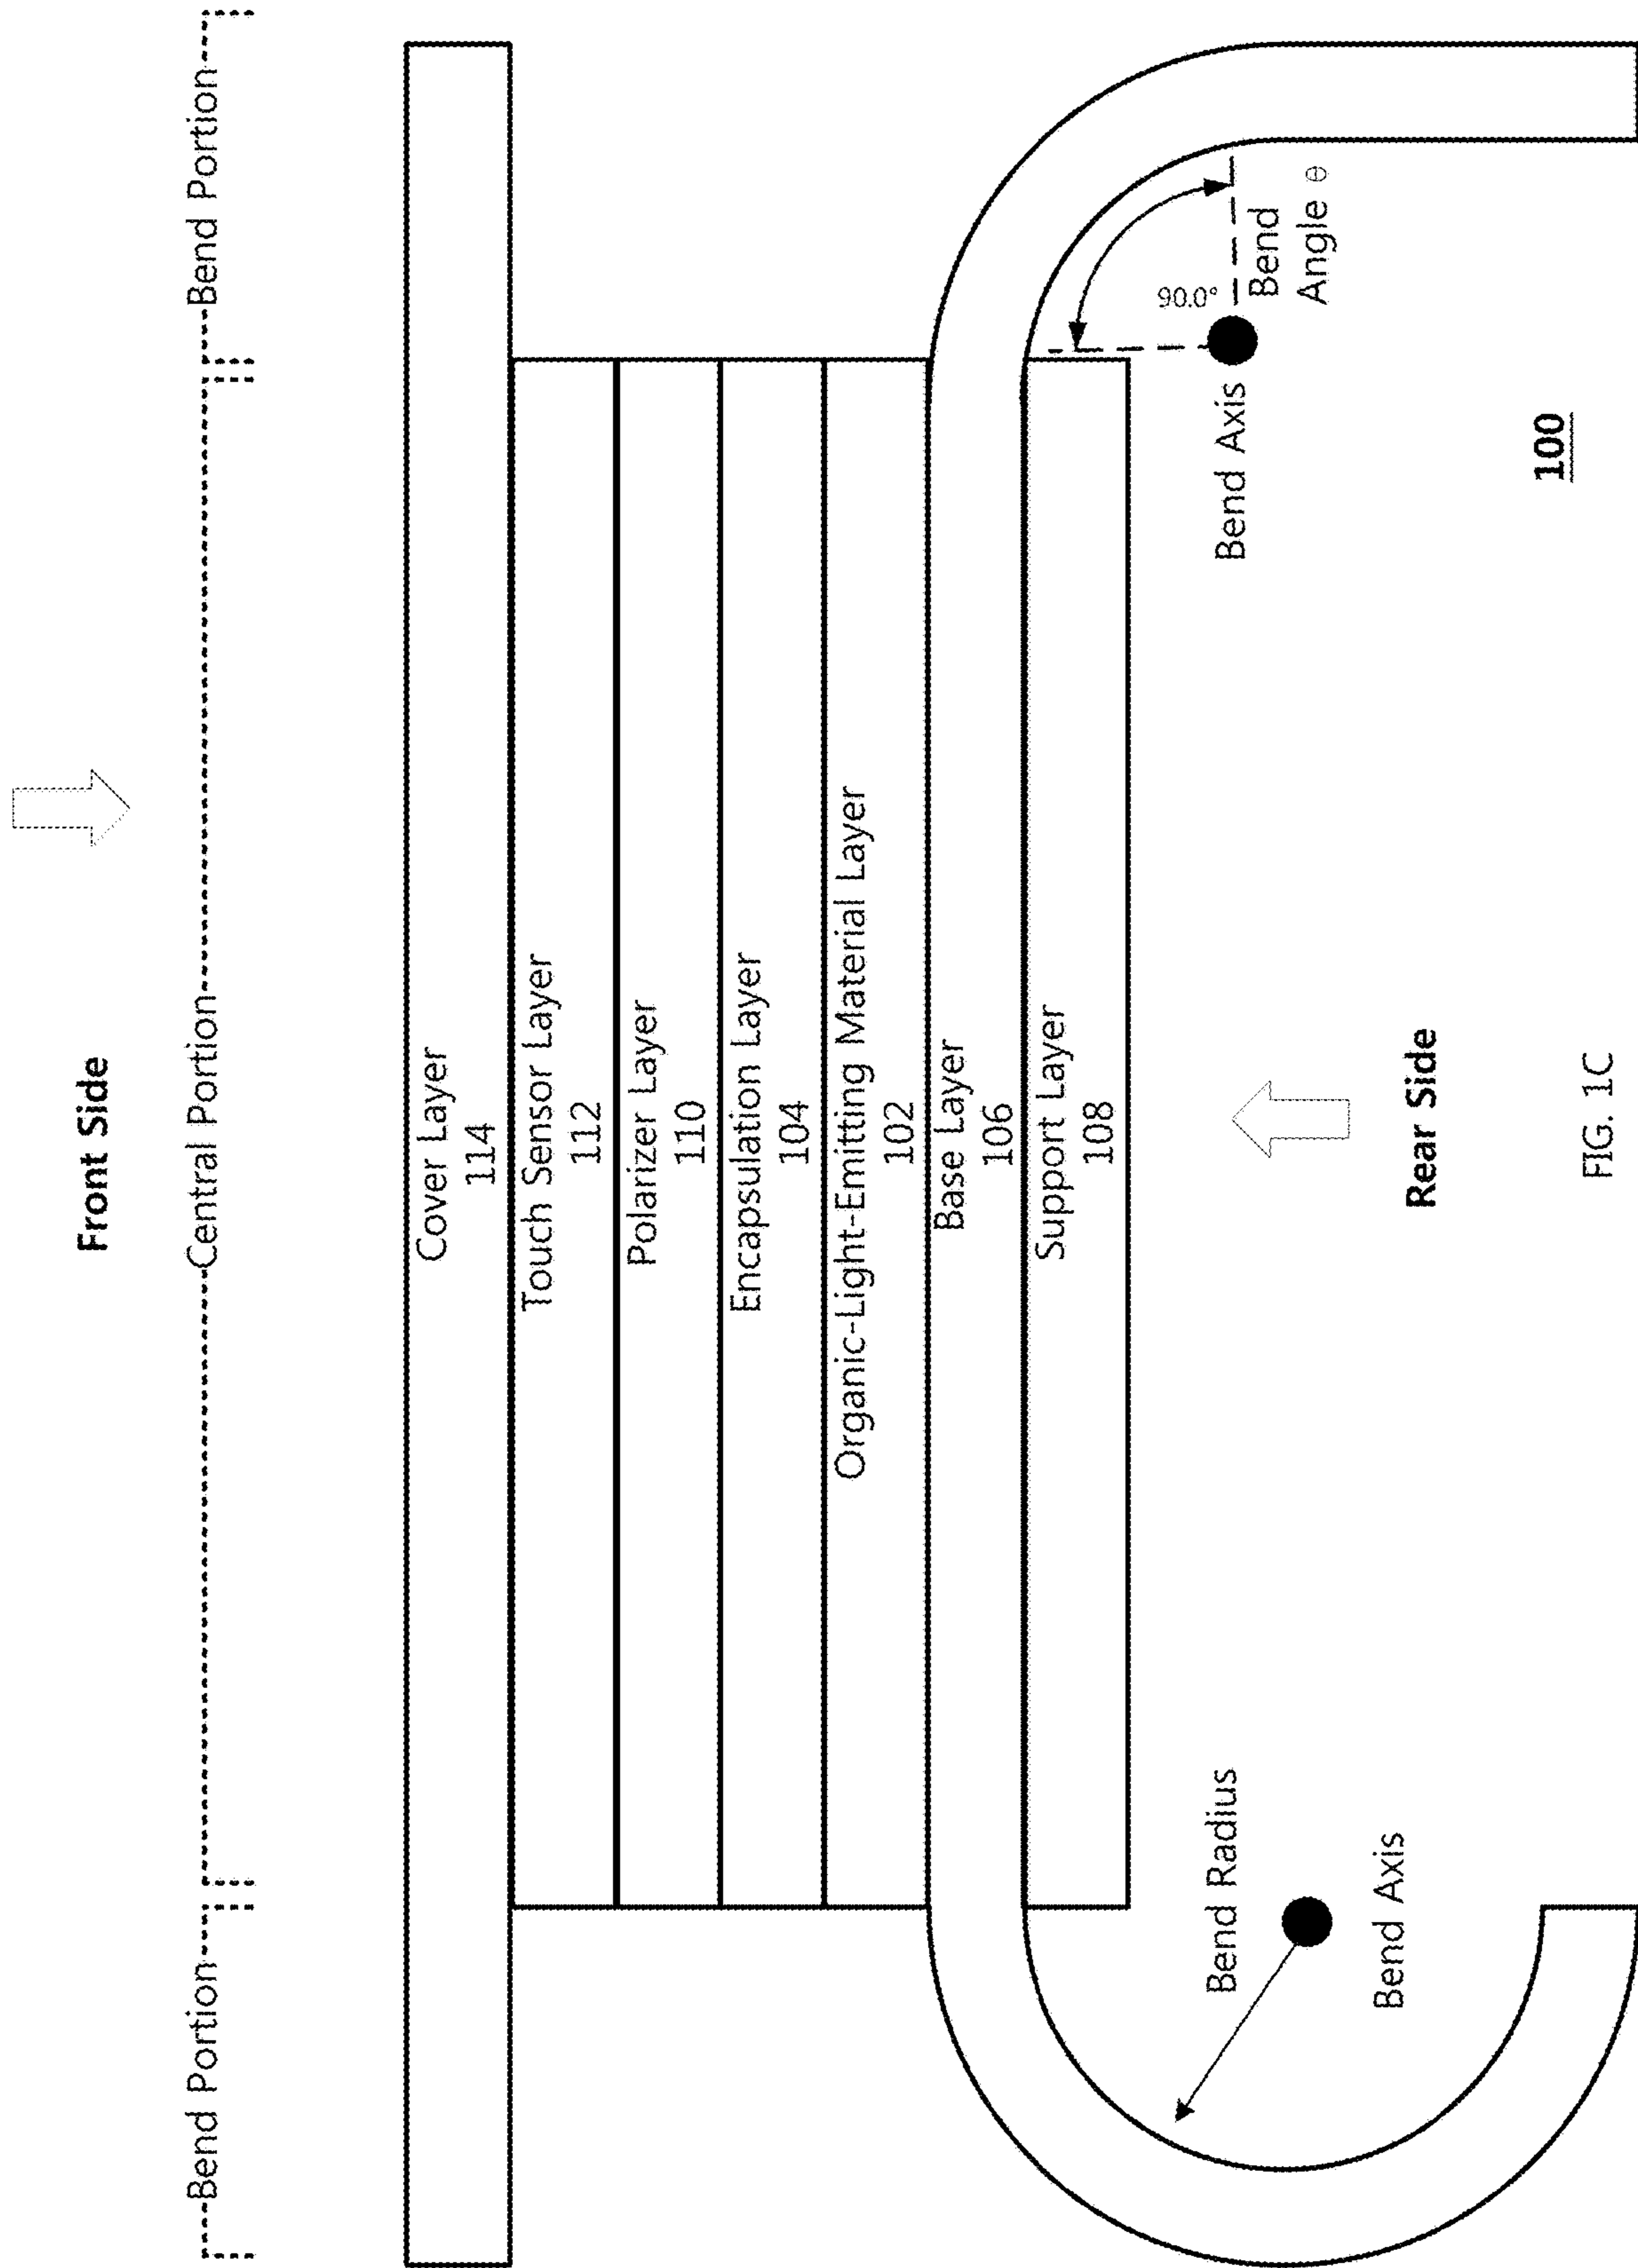 Front Side
Bend Portion
Central Portion
Bend Portion
Cover Layer
114
Touch Sensor Layer
112
Polarizer Layer
110
Encapsulation Layer
104
Organic-Light-Emitting Material Layer
102
Base Layer
106
Support Layer
108
Bend Radius
Bend Axis
Bend Axis
90.0°
Bend
Angle θ
Rear Side
100
FIG. 1C